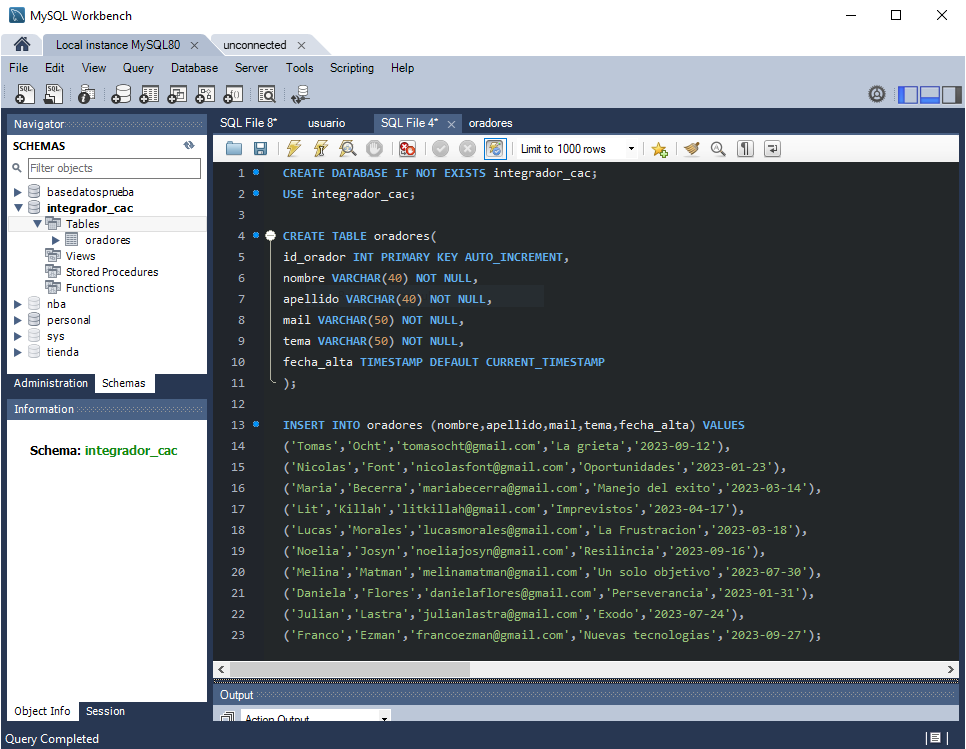 MySQL Workbench
Local instance MySQL80 unconnected
File Edit View Query Database Server Tools Scripting Help
Navigator
SCHEMAS
Filter objects
basedatosprueba
integrador_cac
Tables
oradores
Views
Stored Procedures
Functions
nba
personal
sys
tienda
Administration Schemas
Information
Schema: integrador_cac
Object Info Session
SQL File 8* usuario SQL File 4* oradores
Limit to 1000 rows
1 CREATE DATABASE IF NOT EXISTS integrador_cac;
2 USE integrador_cac;
3
4 CREATE TABLE oradores(
5 id_orador INT PRIMARY KEY AUTO_INCREMENT,
6 nombre VARCHAR(40) NOT NULL,
7 apellido VARCHAR(40) NOT NULL,
8 mail VARCHAR(50) NOT NULL,
9 tema VARCHAR(50) NOT NULL,
10 fecha_alta TIMESTAMP DEFAULT CURRENT_TIMESTAMP
11 );
12
13 INSERT INTO oradores (nombre,apellido,mail,tema,fecha_alta) VALUES
14 ('Tomas','Ocht','tomasocht@gmail.com','La grieta','2023-09-12'),
15 ('Nicolas','Font','nicolasfont@gmail.com','Oportunidades','2023-01-23'),
16 ('Maria','Becerra','mariabecerra@gmail.com','Manejo del exito','2023-03-14'),
17 ('Lit','Killah','litkillah@gmail.com','Imprevistos','2023-04-17'),
18 ('Lucas','Morales','lucasmorales@gmail.com','La Frustracion','2023-03-18'),
19 ('Noelia','Josyn','noeliajosyn@gmail.com','Resilincia','2023-09-16'),
20 ('Melina','Matman','melinamatman@gmail.com','Un solo objetivo','2023-07-30'),
21 ('Daniela','Flores','danielaflores@gmail.com','Perseverancia','2023-01-31'),
22 ('Julian','Lastra','julianlastra@gmail.com','Exodo','2023-07-24'),
23 ('Franco','Ezman','francoezman@gmail.com','Nuevas tecnologias','2023-09-27');
Output
Action Output
Query Completed